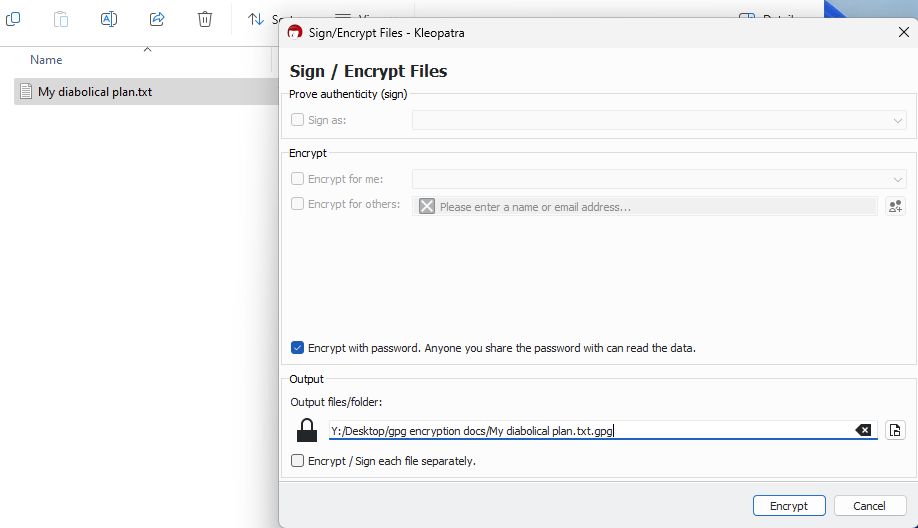 Name
My diabolical plan.txt
Sign/Encrypt Files - Kleopatra
Sign / Encrypt Files
Prove authenticity (sign)
Sign as:
Encrypt
Encrypt for me:
Encrypt for others:
Please enter a name or email address...
Encrypt with password. Anyone you share the password with can read the data.
Output
Output files/folder:
Y:/Desktop/gpg encryption docs/My diabolical plan.txt.gpg
Encrypt / Sign each file separately.
Encrypt
Cancel